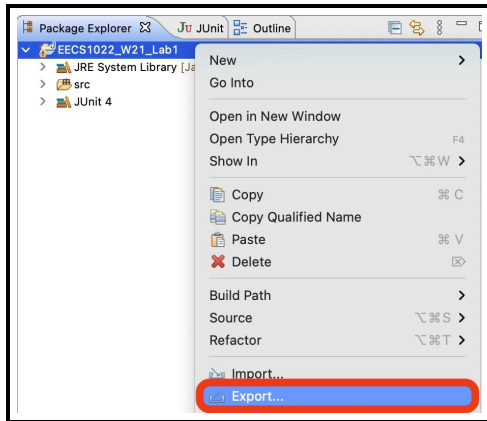 Package Explorer JU JUnit Outline
EECS1022_W21_Lab1
JRE System Library [Ja
src
JUnit 4
New
Go Into
Open in New Window
Open Type Hierarchy F4
Show In ⌥⌘W
Copy ⌘C
Copy Qualified Name
Paste ⌘V
Delete ⌦
Build Path
Source ⌥⌘S
Refactor ⌥⌘T
Import...
Export...